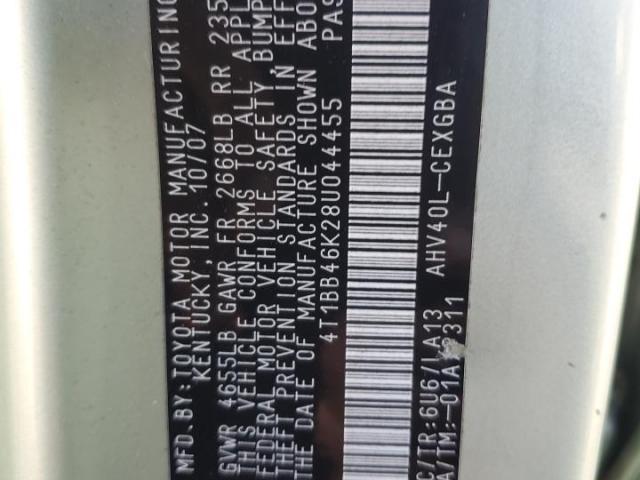 MFD. BY: TOYOTA MOTOR MANUFACTURING
KENTUCKY, INC. 10/07
GVWR 4655LB GAWR FR 2668LB RR 235
THIS VEHICLE CONFORMS TO ALL APPL
FEDERAL MOTOR VEHICLE SAFETY BUMP
THEFT PREVENTION STANDARDS IN EFF
THE DATE OF MANUFACTURE SHOWN ABO
4T1BB46K28U044455 PAS
C/TR:6U6/LA13 AHV40L-CEXGBA
A/TM:-01A/ 311